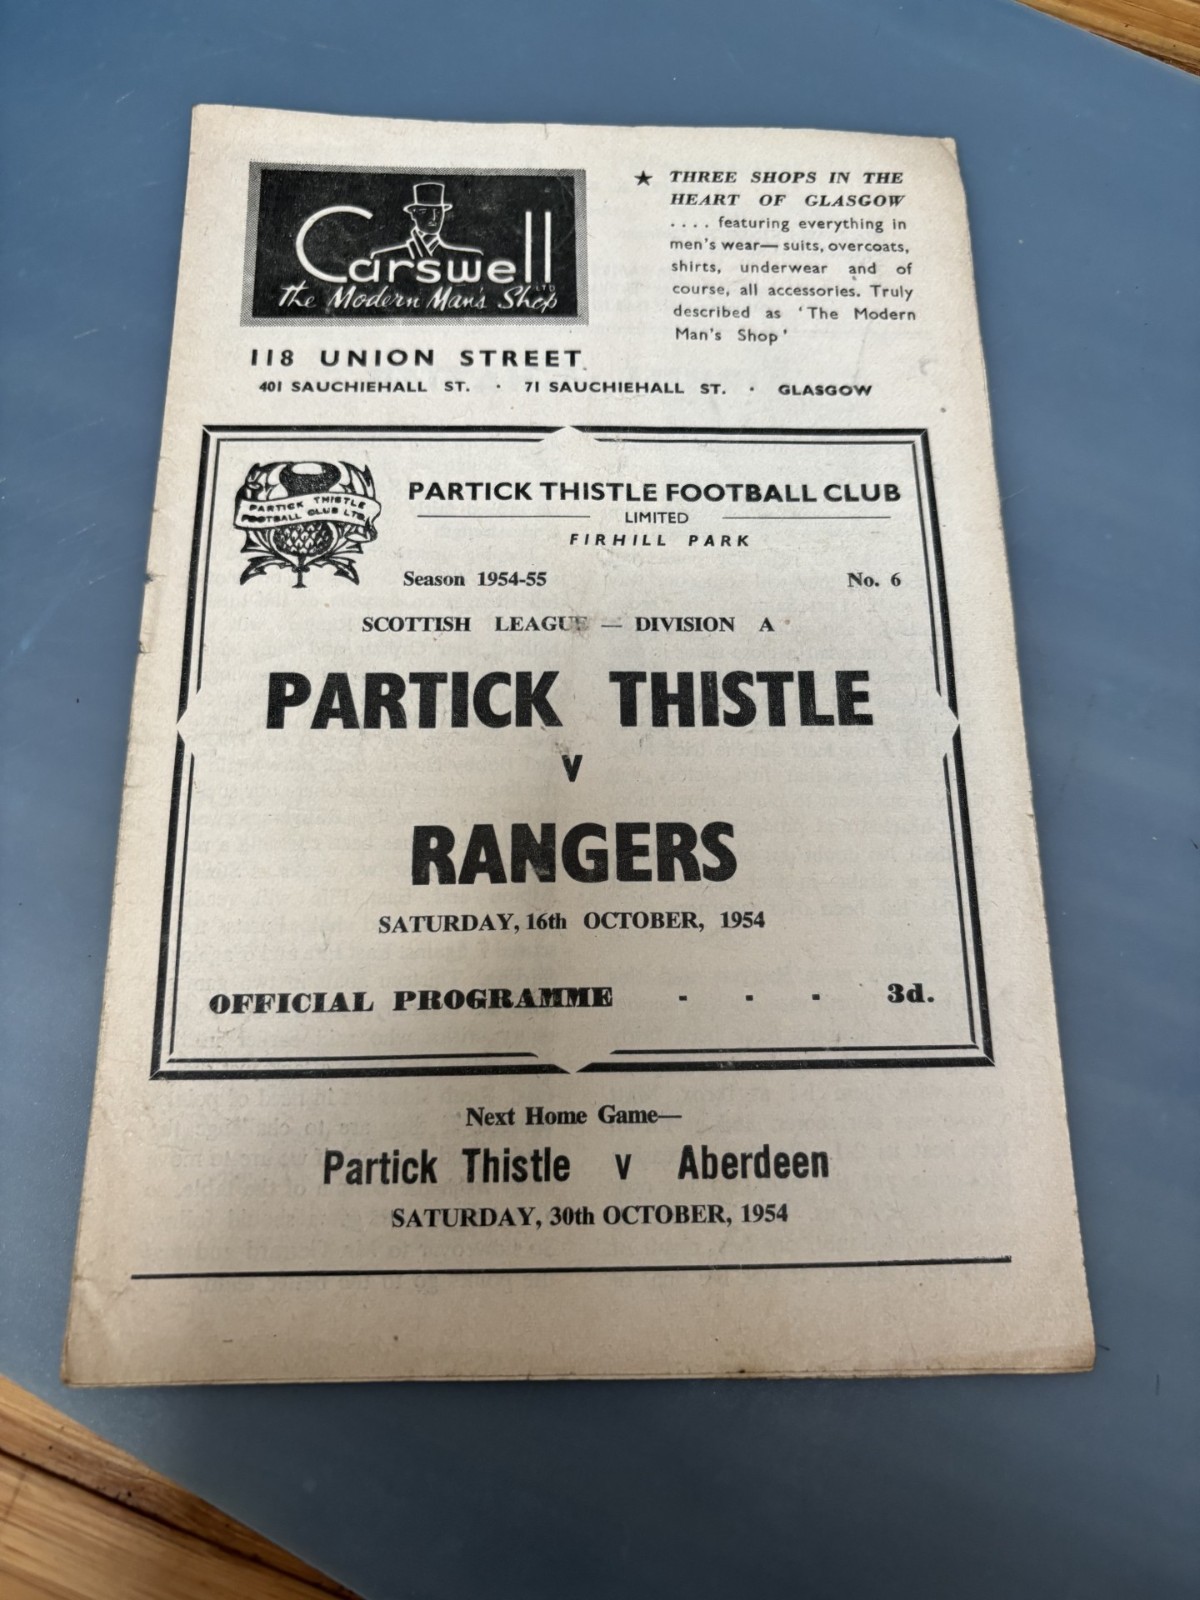 Carswell
LTD
The Modern Man's Shop
118 UNION STREET
401 SAUCHIEHALL ST. · 71 SAUCHIEHALL ST. · GLASGOW
★ THREE SHOPS IN THE
HEART OF GLASGOW
.... featuring everything in
men's wear— suits, overcoats,
shirts, underwear and of
course, all accessories. Truly
described as 'The Modern
Man's Shop'
PARTICK THISTLE
FOOTBALL CLUB LTD.
PARTICK THISTLE FOOTBALL CLUB
LIMITED
FIRHILL PARK
Season 1954-55 No. 6
SCOTTISH LEAGUE — DIVISION A
PARTICK THISTLE
v
RANGERS
SATURDAY, 16th OCTOBER, 1954
OFFICIAL PROGRAMME - - - 3d.
Next Home Game—
Partick Thistle v Aberdeen
SATURDAY, 30th OCTOBER, 1954